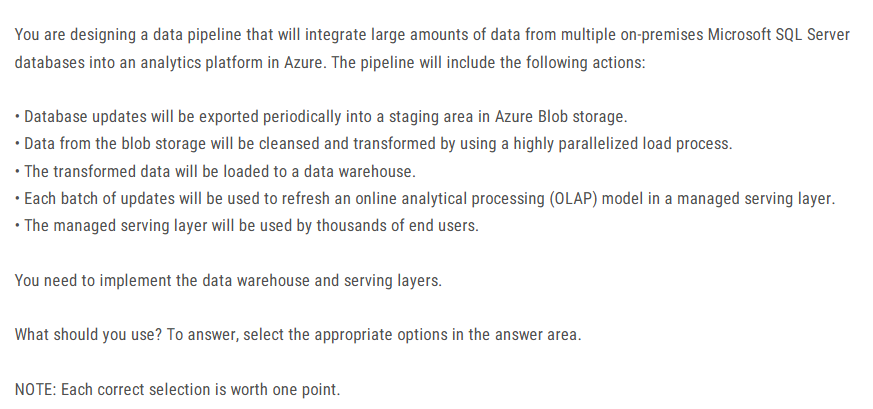 You are designing a data pipeline that will integrate large amounts of data from multiple on-premises Microsoft SQL Server
databases into an analytics platform in Azure. The pipeline will include the following actions:
• Database updates will be exported periodically into a staging area in Azure Blob storage.
• Data from the blob storage will be cleansed and transformed by using a highly parallelized load process.
• The transformed data will be loaded to a data warehouse.
• Each batch of updates will be used to refresh an online analytical processing (OLAP) model in a managed serving layer.
• The managed serving layer will be used by thousands of end users.
You need to implement the data warehouse and serving layers.
What should you use? To answer, select the appropriate options in the answer area.
NOTE: Each correct selection is worth one point.